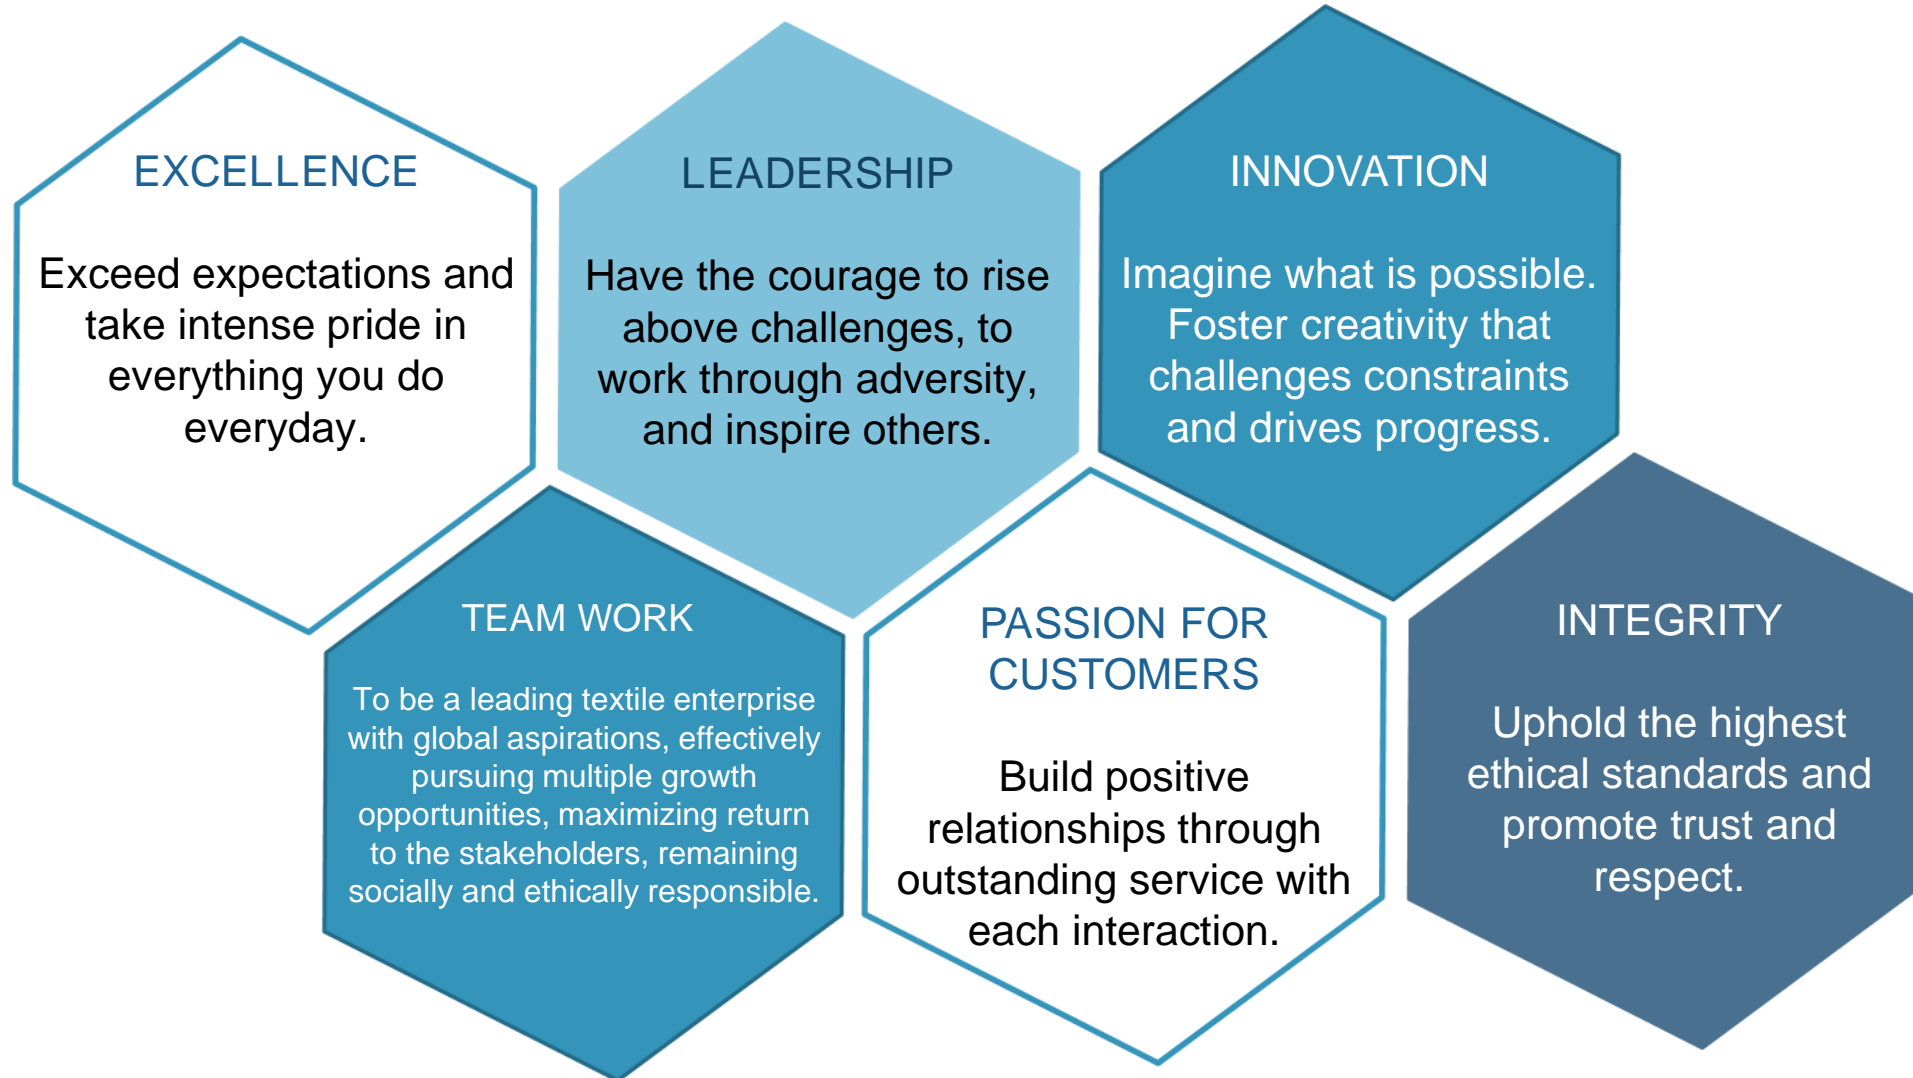 EXCELLENCE
Exceed expectations and
take intense pride in
everything you do
everyday.
LEADERSHIP
Have the courage to rise
above challenges, to
work through adversity,
and inspire others.
INNOVATION
Imagine what is possible.
Foster creativity that
challenges constraints
and drives progress.
TEAM WORK
To be a leading textile enterprise
with global aspirations, effectively
pursuing multiple growth
opportunities, maximizing return
to the stakeholders, remaining
socially and ethically responsible.
PASSION FOR
CUSTOMERS
Build positive
relationships through
outstanding service with
each interaction.
INTEGRITY
Uphold the highest
ethical standards and
promote trust and
respect.